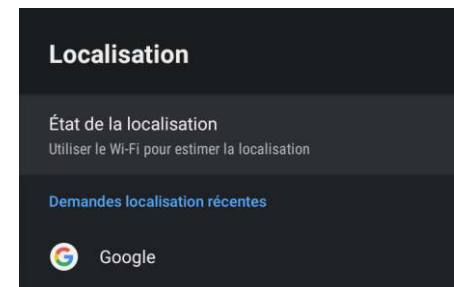 Localisation
État de la localisation
Utiliser le Wi-Fi pour estimer la localisation
Demandes localisation récentes
Google